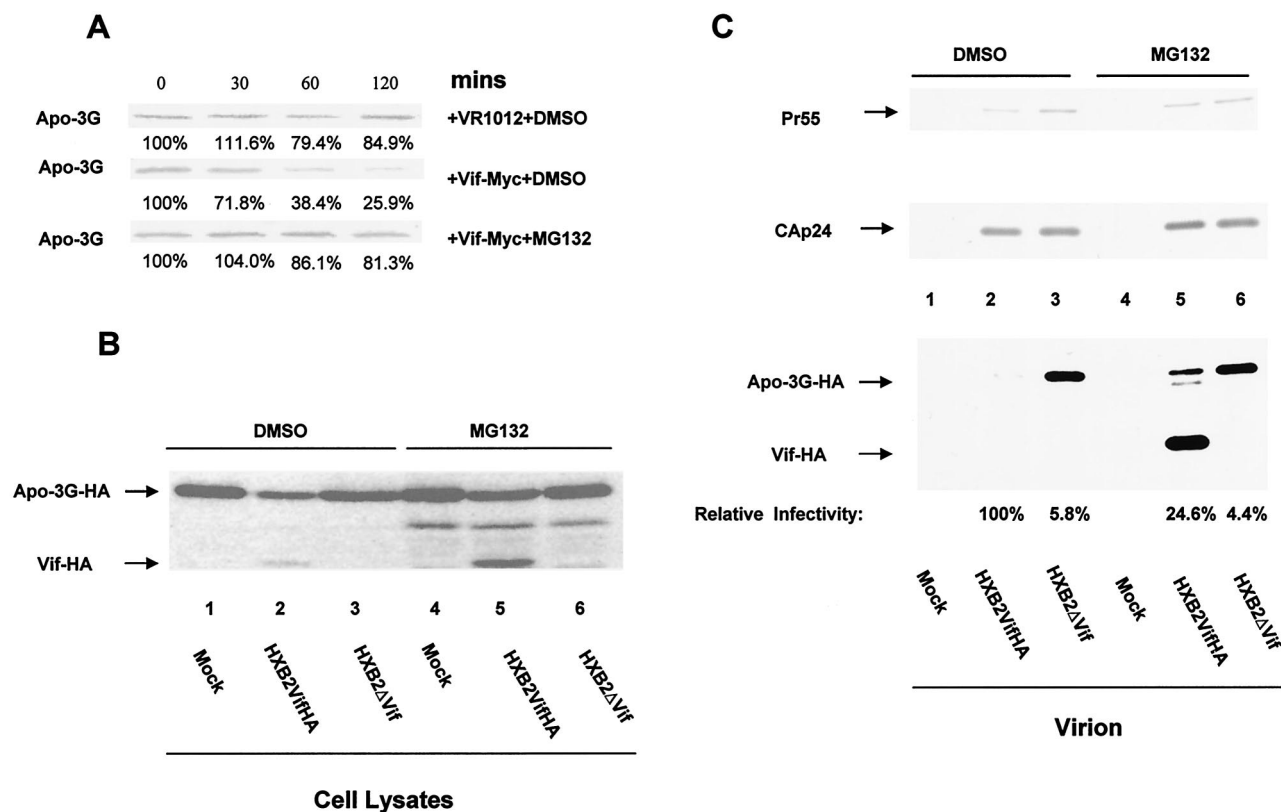 A
0 30 60 120 mins
Apo-3G +VR1012+DMSO
100% 111.6% 79.4% 84.9%
Apo-3G +Vif-Myc+DMSO
100% 71.8% 38.4% 25.9%
Apo-3G +Vif-Myc+MG132
100% 104.0% 86.1% 81.3%
B
DMSO MG132
Apo-3G-HA
Vif-HA
1 2 3 4 5 6
Mock HXB2VifHA HXB2ΔVif Mock HXB2VifHA HXB2ΔVif
Cell Lysates
C
DMSO MG132
Pr55
CAp24
1 2 3 4 5 6
Apo-3G-HA
Vif-HA
Relative Infectivity: 100% 5.8% 24.6% 4.4%
Mock HXB2VifHA HXB2ΔVif Mock HXB2VifHA HXB2ΔVif
Virion